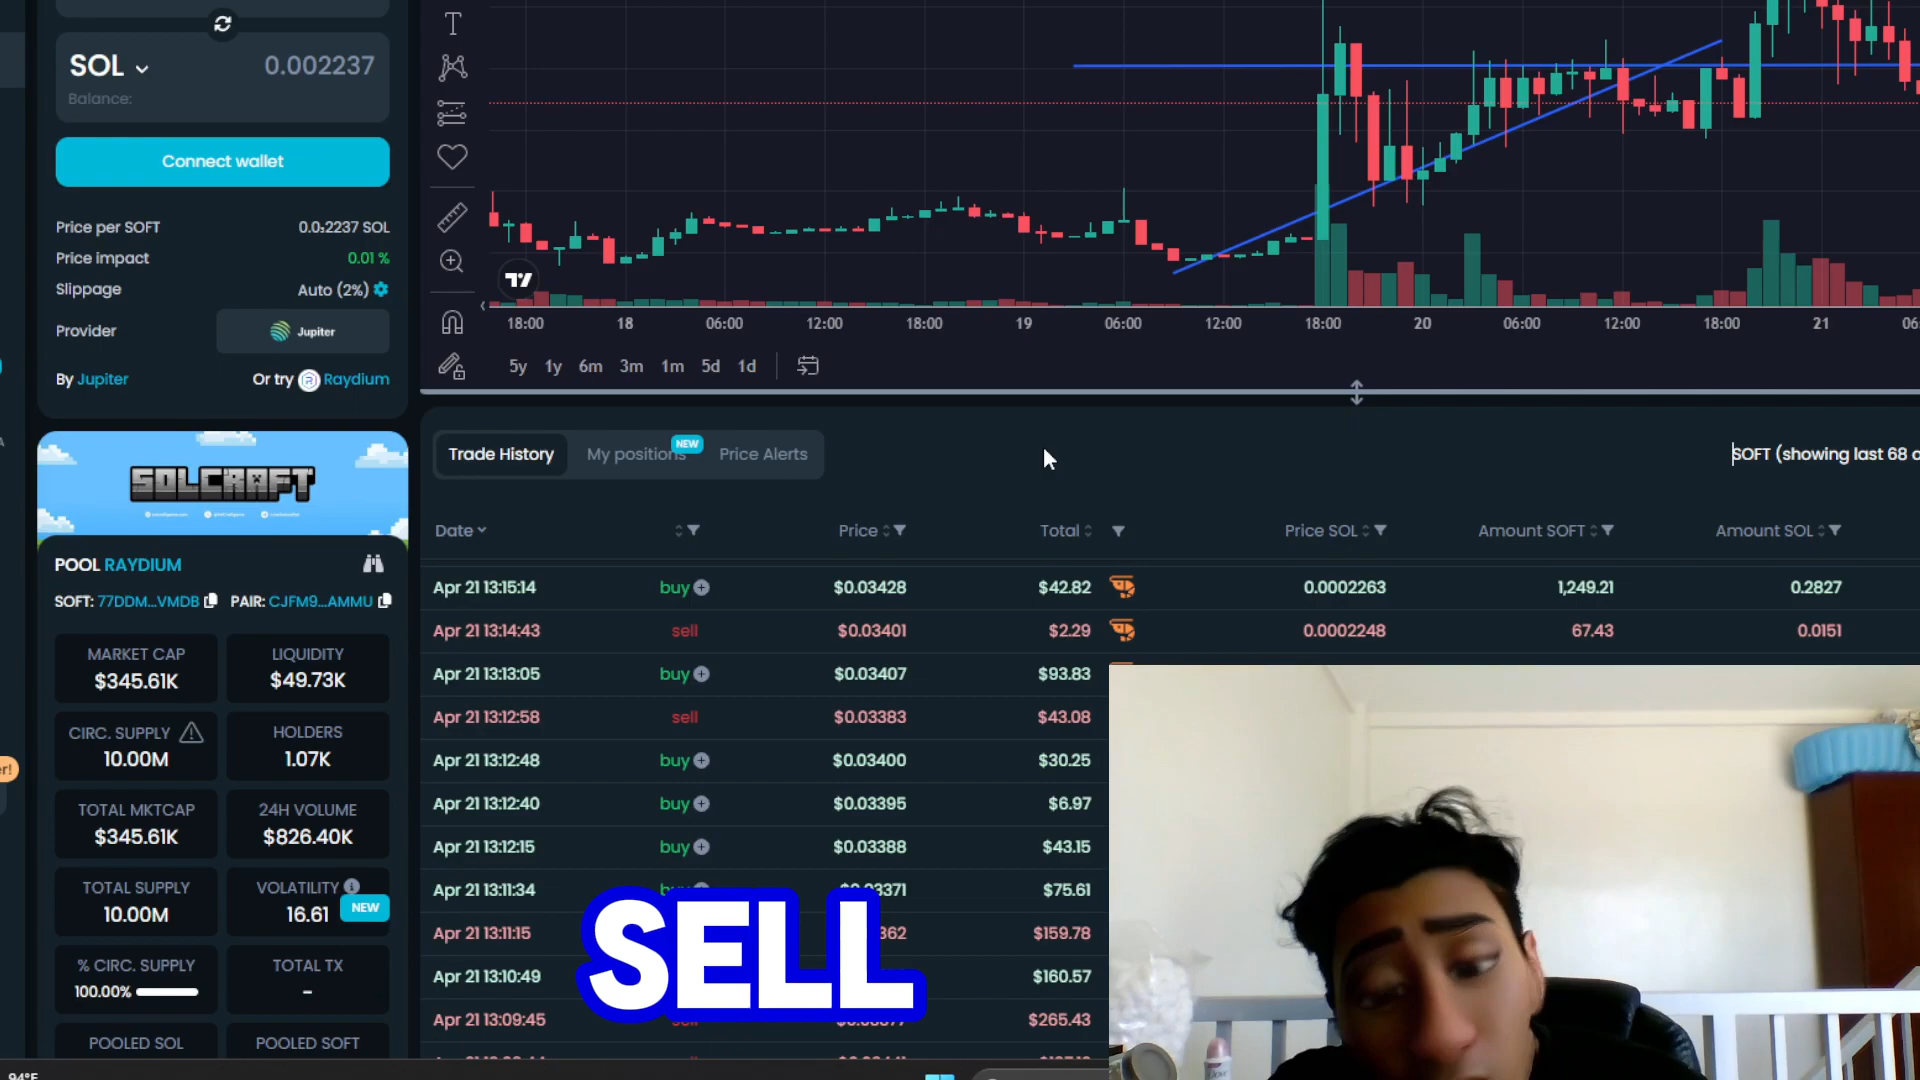 SOL 0.002237
Balance:
Connect wallet
Price per SOFT 0.0₃2237 SOL
Price impact 0.01 %
Slippage Auto (2%)
Provider Jupiter
By Jupiter Or try Raydium
SOLCRAFT
POOL RAYDIUM
SOFT: 77DDM...VMDB PAIR: CJFM9...AMMU
MARKET CAP LIQUIDITY
$345.61K $49.73K
CIRC. SUPPLY HOLDERS
10.00M 1.07K
TOTAL MKTCAP 24H VOLUME
$345.61K $826.40K
TOTAL SUPPLY VOLATILITY
10.00M 16.61 NEW
% CIRC. SUPPLY TOTAL TX
100.00% -
POOLED SOL POOLED SOFT
94°F
er!
18:00 18 06:00 12:00 18:00 19 06:00 12:00 18:00 20 06:00 12:00 18:00 21
5y 1y 6m 3m 1m 5d 1d
Trade History My positions NEW Price Alerts
SOFT (showing last 68
Date Price Total Price SOL Amount SOFT Amount SOL
Apr 21 13:15:14 buy $0.03428 $42.82 0.0002263 1,249.21 0.2827
Apr 21 13:14:43 sell $0.03401 $2.29 0.0002248 67.43 0.0151
Apr 21 13:13:05 buy $0.03407 $93.83
Apr 21 13:12:58 sell $0.03383 $43.08
Apr 21 13:12:48 buy $0.03400 $30.25
Apr 21 13:12:40 buy $0.03395 $6.97
Apr 21 13:12:15 buy $0.03388 $43.15
Apr 21 13:11:34 buy $0.03371 $75.61
Apr 21 13:11:15 362 $159.78
Apr 21 13:10:49 $160.57
Apr 21 13:09:45 sell $265.43
SELL